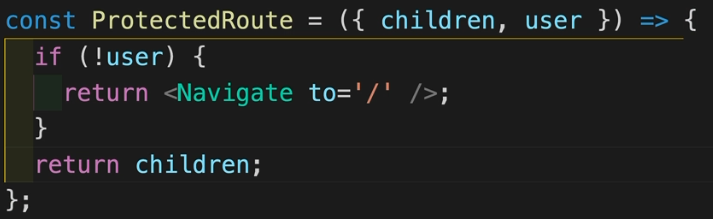 const ProtectedRoute = ({ children, user }) => {
  if (!user) {
    return <Navigate to='/' />;
  }
  return children;
};